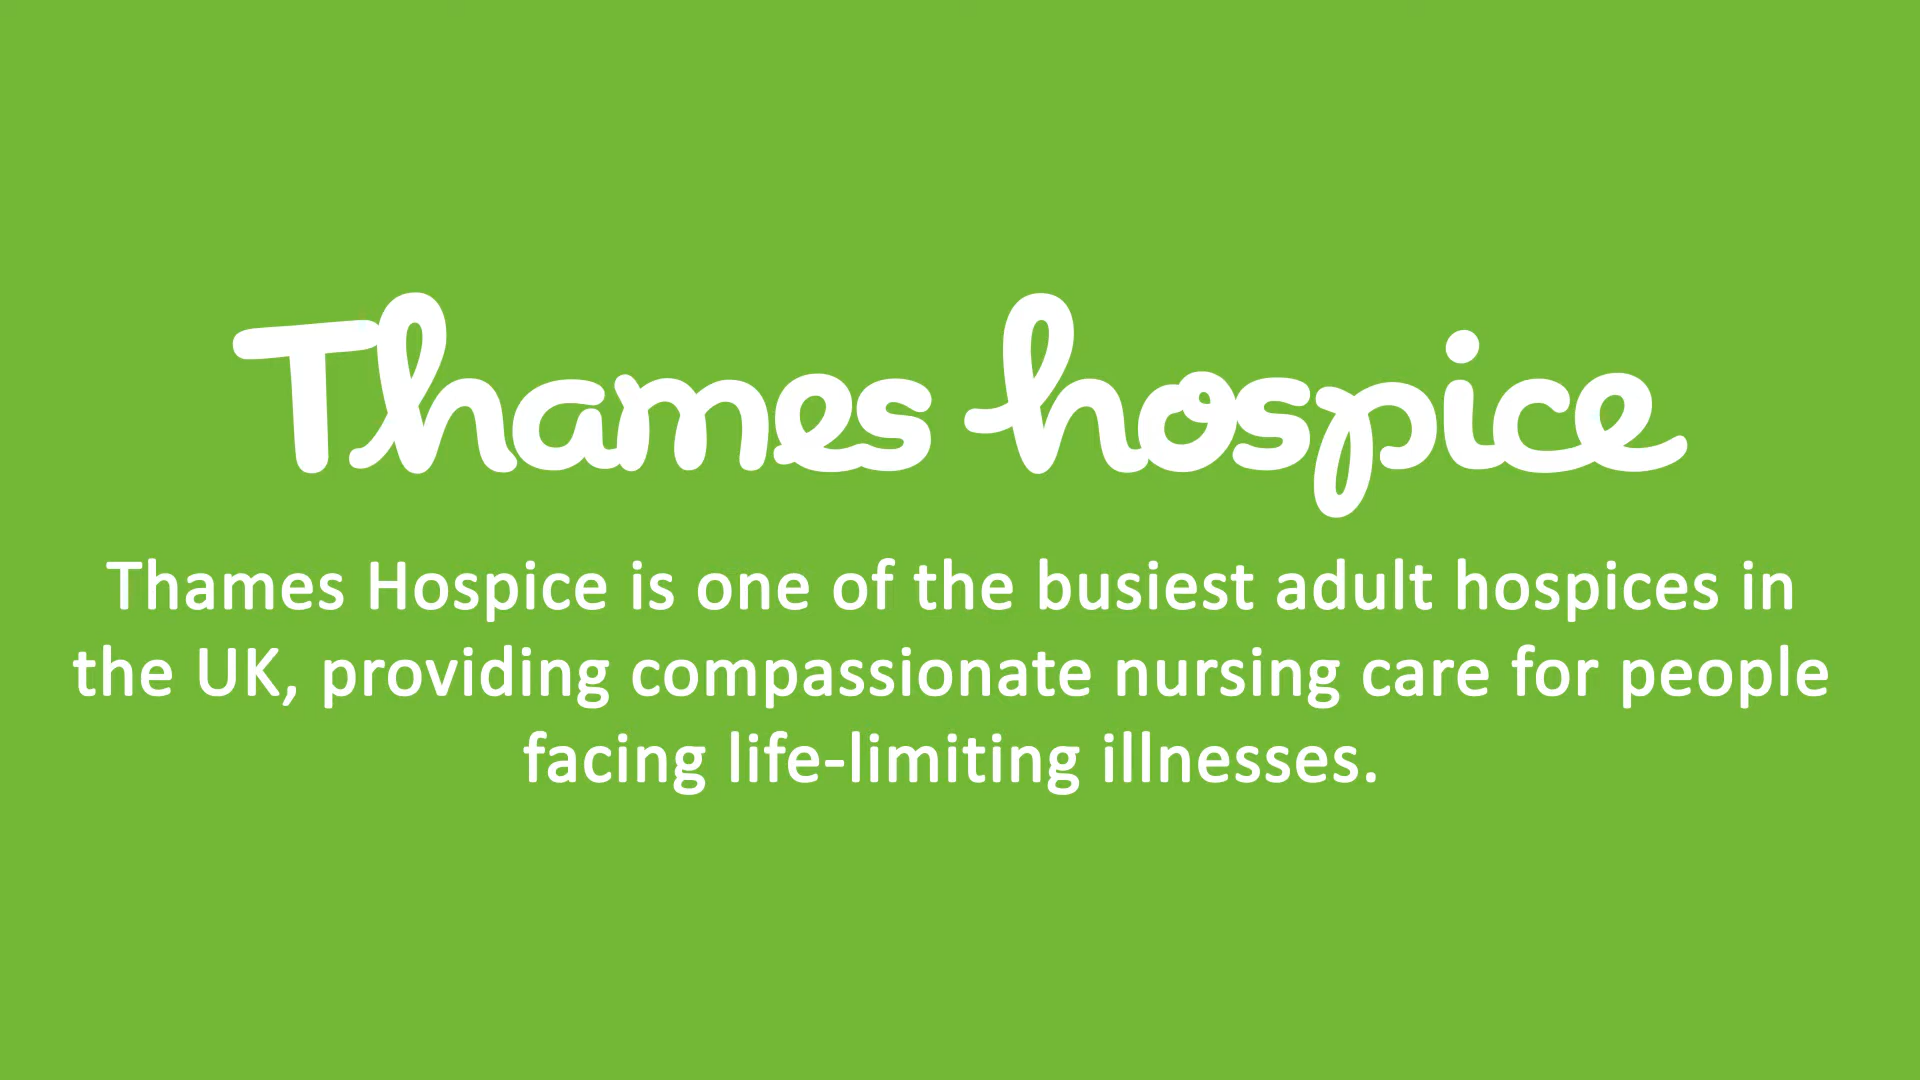 Thames hospice
Thames Hospice is one of the busiest adult hospices in
the UK, providing compassionate nursing care for people
facing life-limiting illnesses.